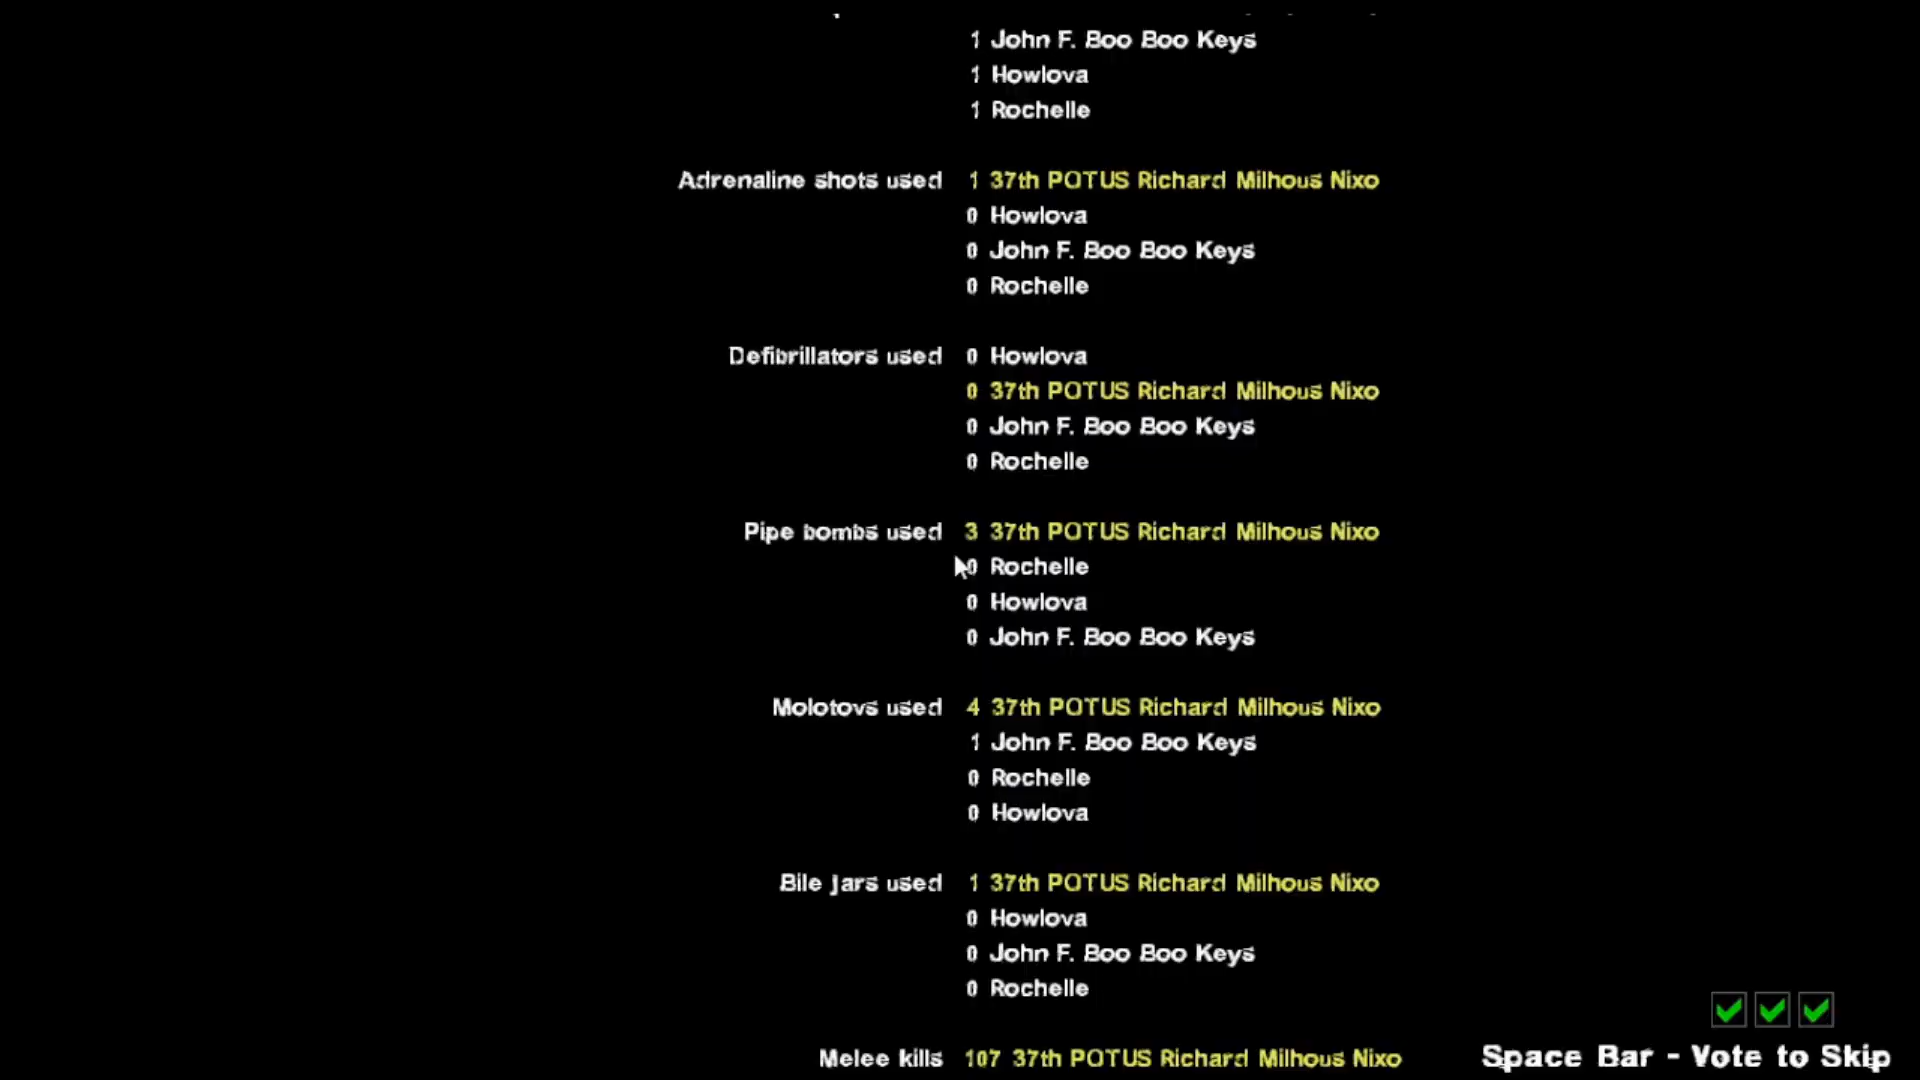 1 John F. Boo Boo Keys
1 Howlova
1 Rochelle
Adrenaline shots used 1 37th POTUS Richard Milhous Nixo
0 Howlova
0 John F. Boo Boo Keys
0 Rochelle
Defibrillators used 0 Howlova
0 37th POTUS Richard Milhous Nixo
0 John F. Boo Boo Keys
0 Rochelle
Pipe bombs used 3 37th POTUS Richard Milhous Nixo
0 Rochelle
0 Howlova
0 John F. Boo Boo Keys
Molotovs used 4 37th POTUS Richard Milhous Nixo
1 John F. Boo Boo Keys
0 Rochelle
0 Howlova
Bile jars used 1 37th POTUS Richard Milhous Nixo
0 Howlova
0 John F. Boo Boo Keys
0 Rochelle
Melee kills 107 37th POTUS Richard Milhous Nixo
Space Bar - Vote to Skip